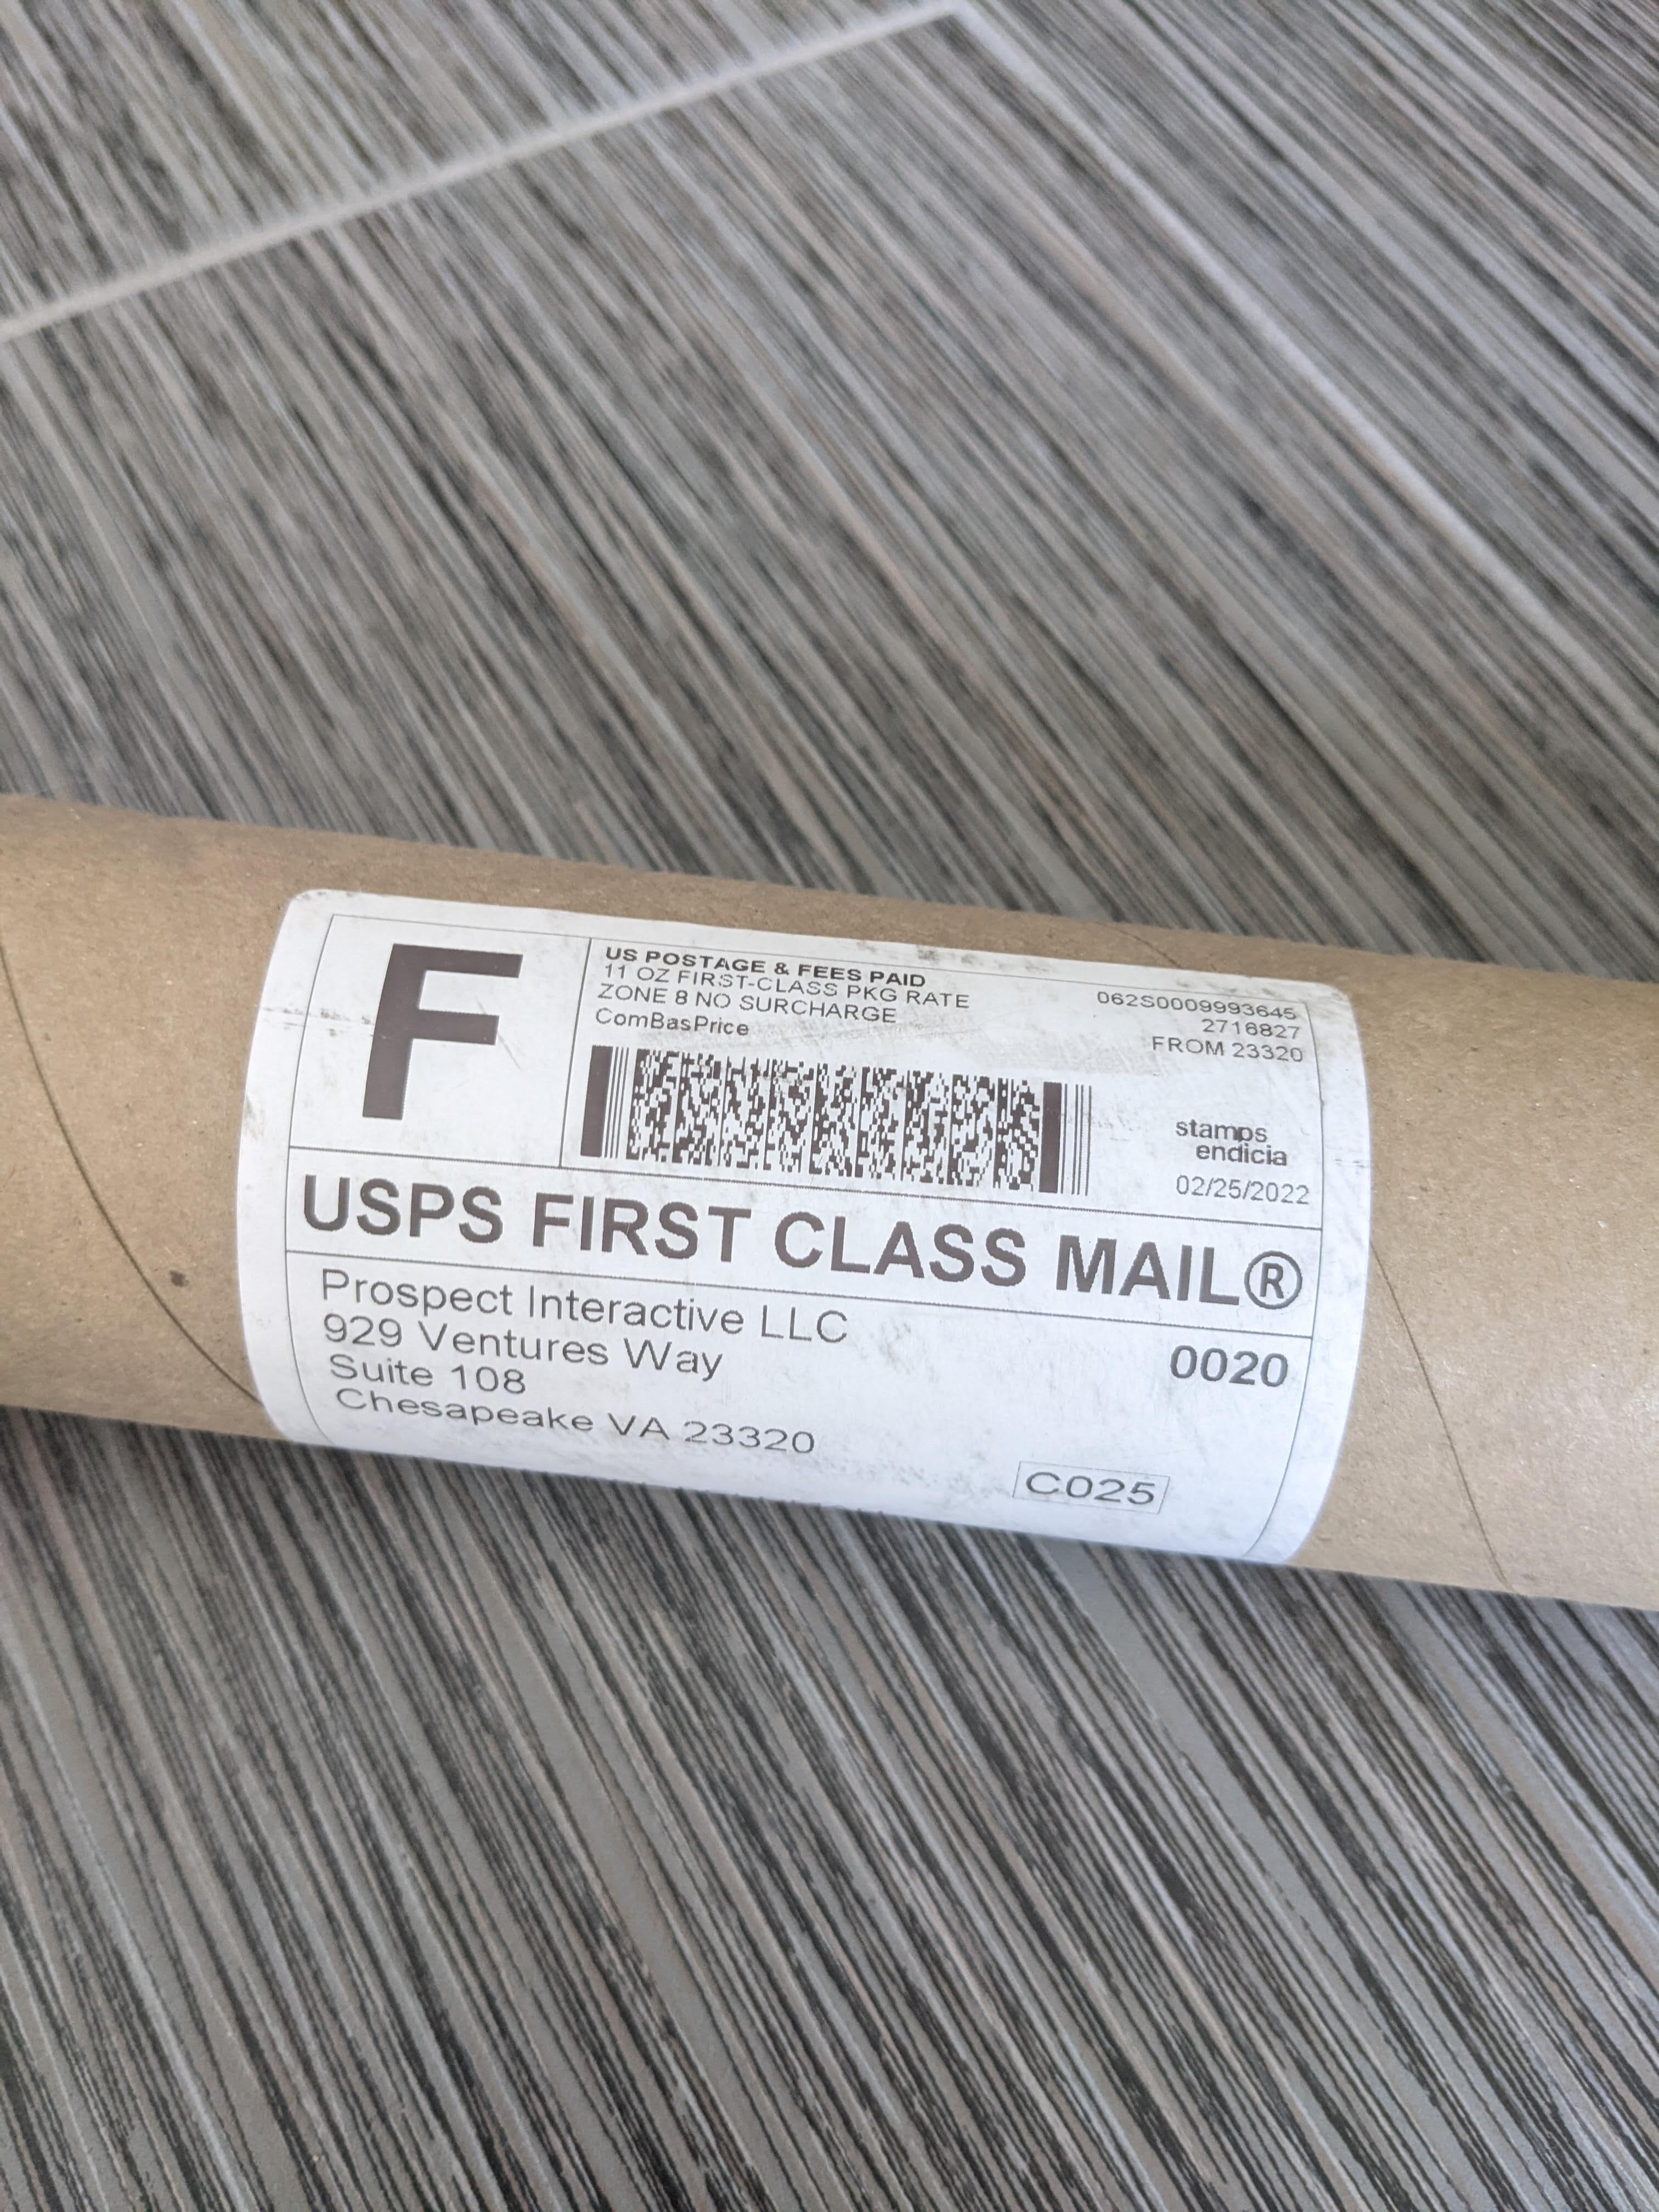 F
US POSTAGE & FEES PAID
11 OZ FIRST-CLASS PKG RATE
ZONE 8 NO SURCHARGE
ComBasPrice
062S0009993645
2716827
FROM 23320
stamps
endicia
02/25/2022
USPS FIRST CLASS MAIL®
Prospect Interactive LLC
929 Ventures Way
Suite 108
Chesapeake VA 23320
0020
C025